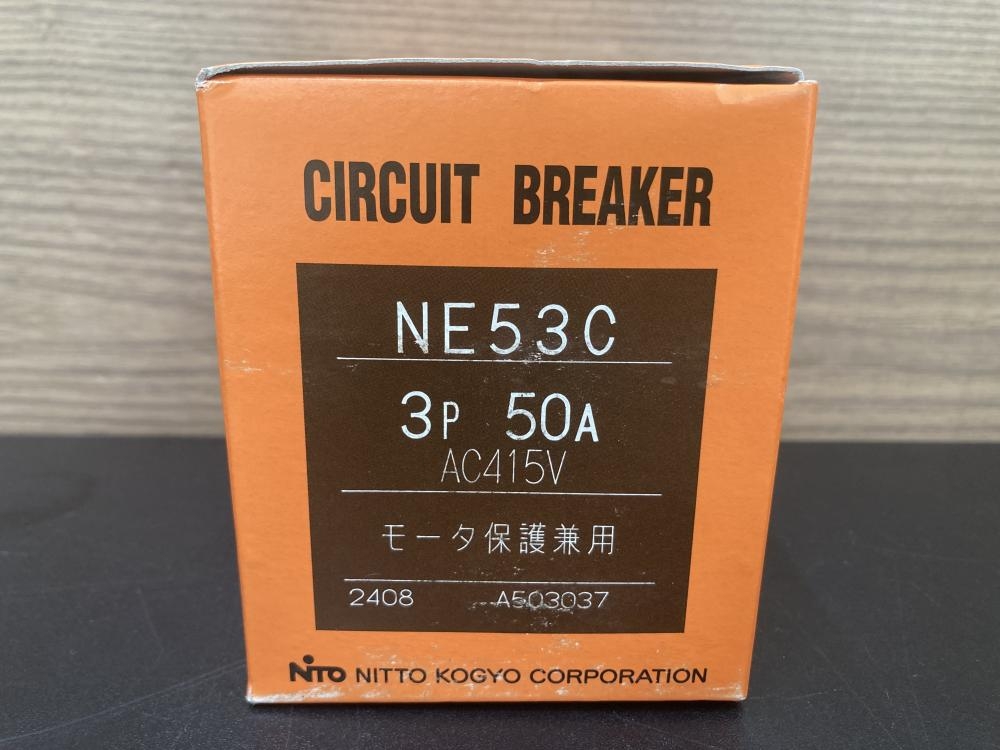 CIRCUIT BREAKER
NE53C
3P 50A
AC415V
モータ保護兼用
2408 A503037
NITO NITTO KOGYO CORPORATION